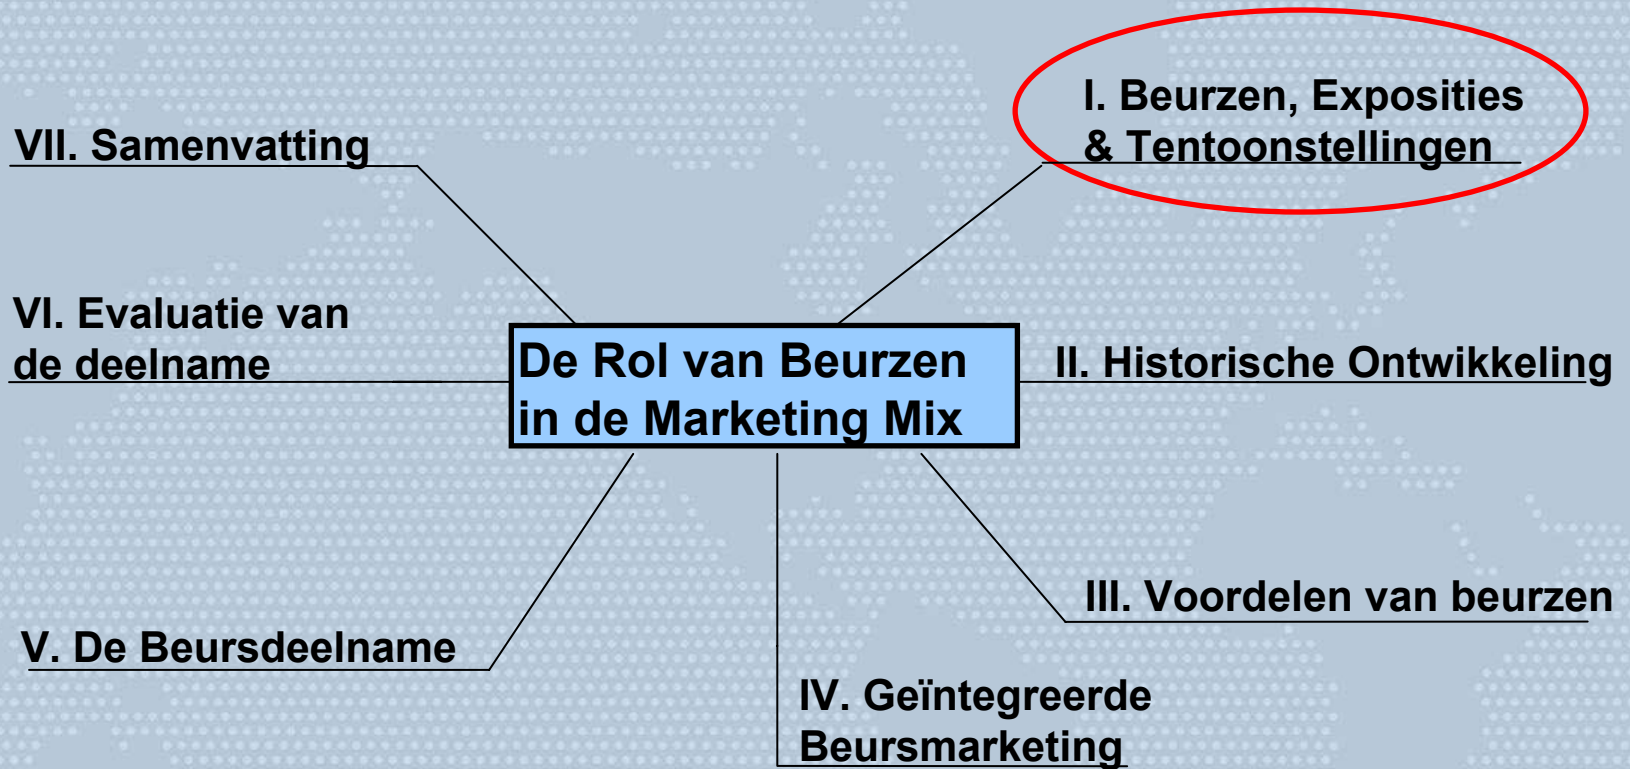 De Rol van Beurzen
in de Marketing Mix
I. Beurzen, Exposities
& Tentoonstellingen
II. Historische Ontwikkeling
III. Voordelen van beurzen
IV. Geïntegreerde
Beursmarketing
V. De Beursdeelname
VI. Evaluatie van
de deelname
VII. Samenvatting